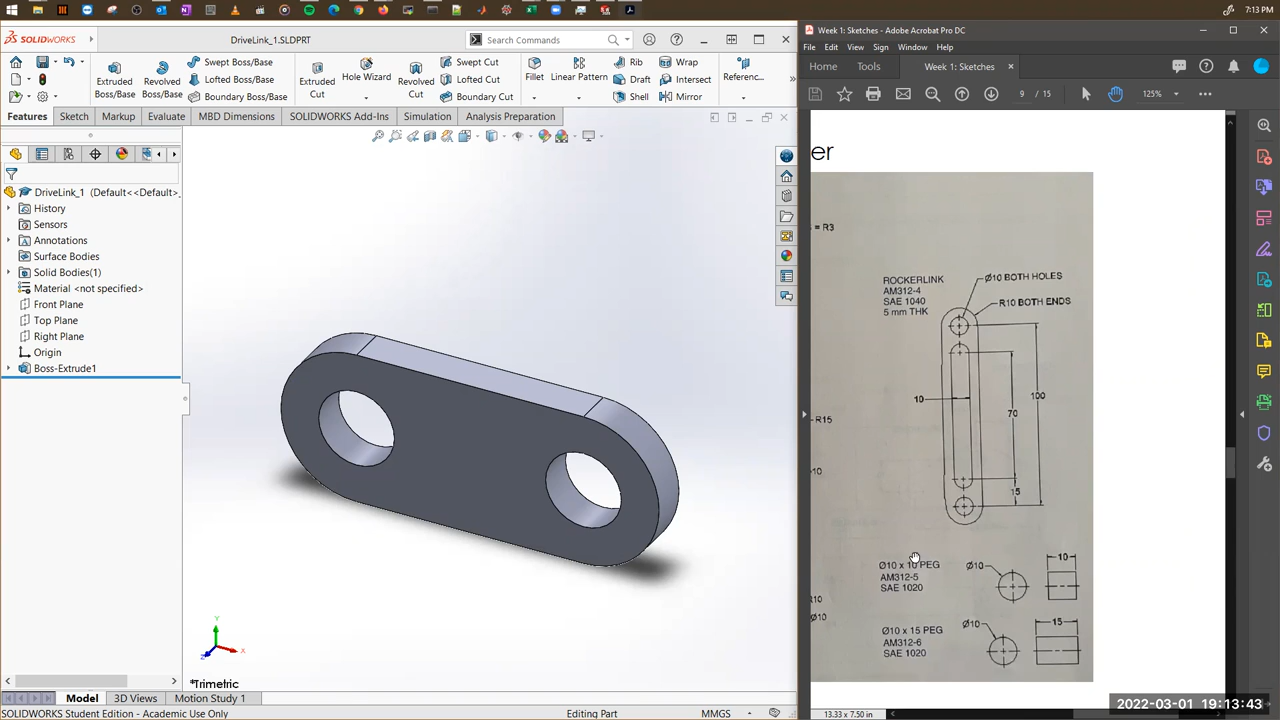 7:13 PM
SOLIDWORKS
DriveLink_1.SLDPRT
Search Commands
Extruded Boss/Base
Revolved Boss/Base
Swept Boss/Base
Lofted Boss/Base
Boundary Boss/Base
Extruded Cut
Hole Wizard
Revolved Cut
Swept Cut
Lofted Cut
Boundary Cut
Fillet
Linear Pattern
Rib
Draft
Shell
Wrap
Intersect
Mirror
Referenc...
Features Sketch Markup Evaluate MBD Dimensions SOLIDWORKS Add-Ins Simulation Analysis Preparation
DriveLink_1 (Default<<Default>_
History
Sensors
Annotations
Surface Bodies
Solid Bodies(1)
Material <not specified>
Front Plane
Top Plane
Right Plane
Origin
Boss-Extrude1
Y
X
Z
*Trimetric
Model 3D Views Motion Study 1
SOLIDWORKS Student Edition - Academic Use Only
Editing Part
MMGS
Week 1: Sketches - Adobe Acrobat Pro DC
File Edit View Sign Window Help
Home Tools Week 1: Sketches
9 / 15
125%
er
= R3
ROCKERLINK
AM312-4
SAE 1040
5 mm THK
Ø10 BOTH HOLES
R10 BOTH ENDS
100
10
70
R15
10
15
Ø10 x 10 PEG
AM312-5
SAE 1020
Ø10
10
R10
Ø10
Ø10 x 15 PEG
AM312-6
SAE 1020
Ø10
15
13.33 x 7.50 in
2022-03-01 19:13:43